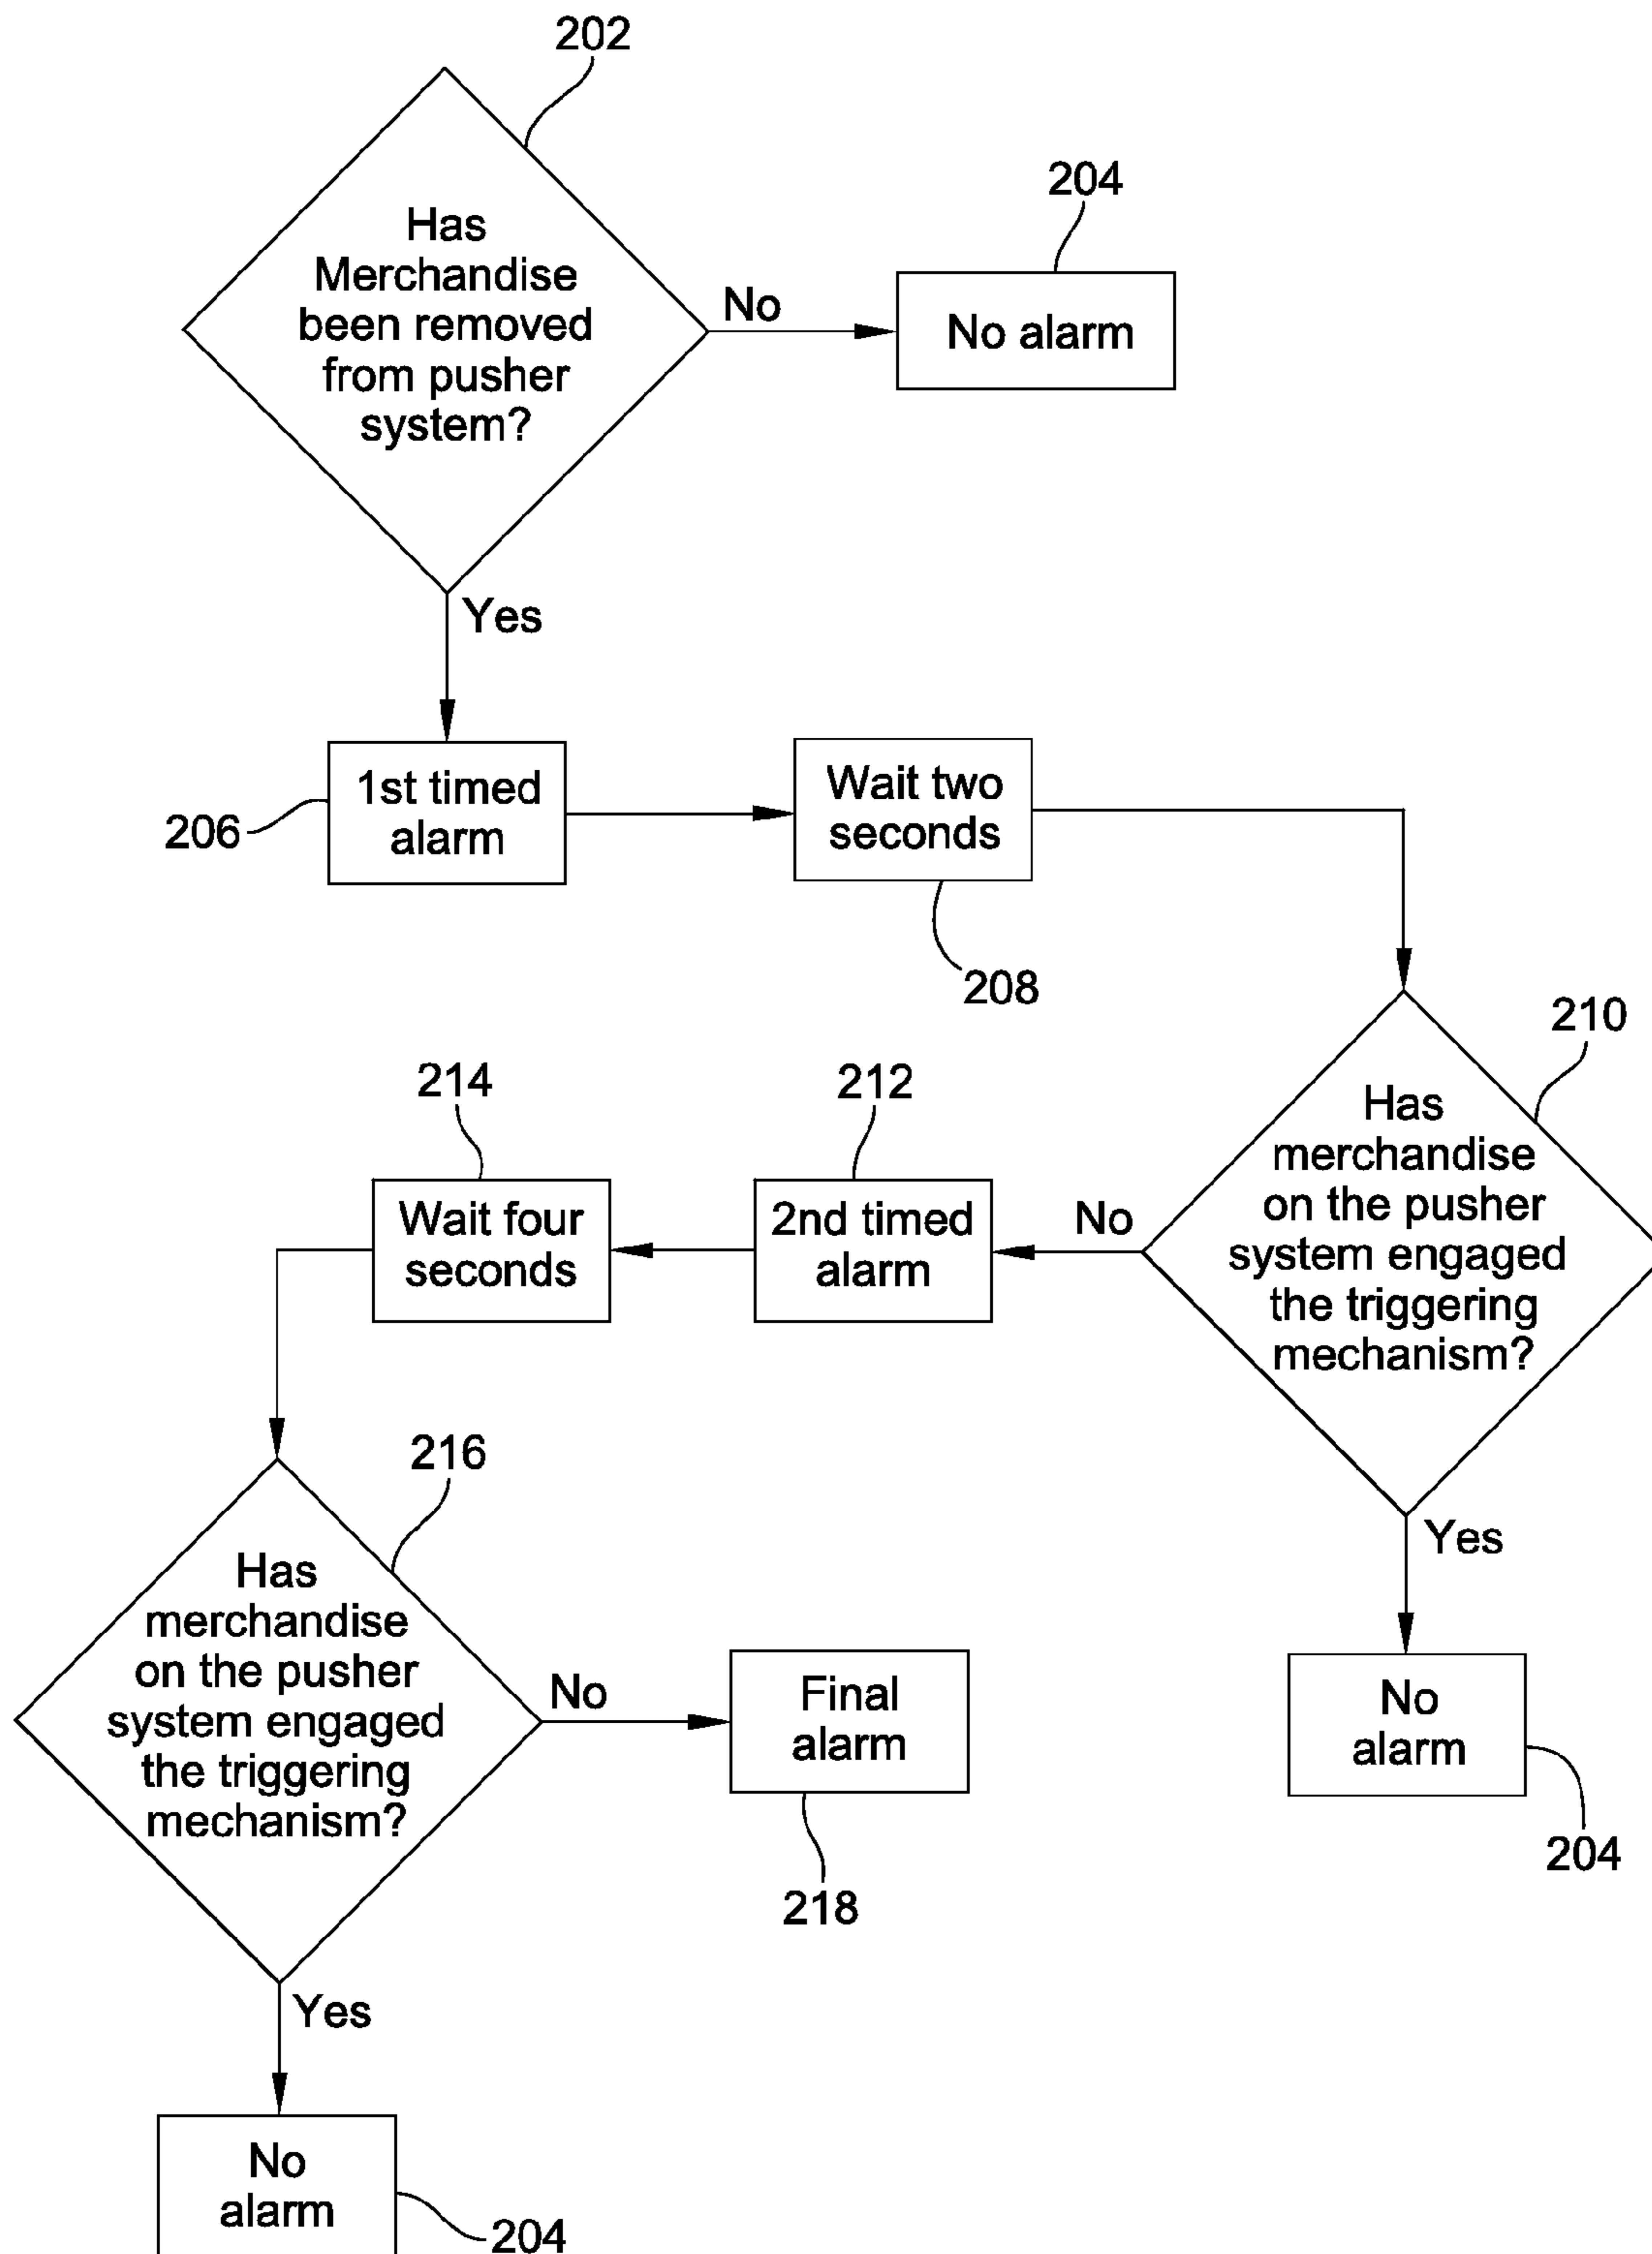 202
Has
Merchandise
been removed
from pusher
system?
No
204
No alarm
Yes
206
1st timed
alarm
Wait two
seconds
208
210
Has
merchandise
on the pusher
system engaged
the triggering
mechanism?
No
212
2nd timed
alarm
214
Wait four
seconds
Yes
No
alarm
204
216
Has
merchandise
on the pusher
system engaged
the triggering
mechanism?
No
Final
alarm
218
Yes
No
alarm
204